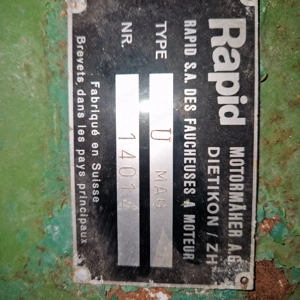 Rapid
MOTORMÄHER A.G.
DIETIKON / ZH
RAPID S.A. DES FAUCHEUSES A MOTEUR
TYPE U MAG
NR.
Fabriqué en Suisse
Brevets dans les pays principaux